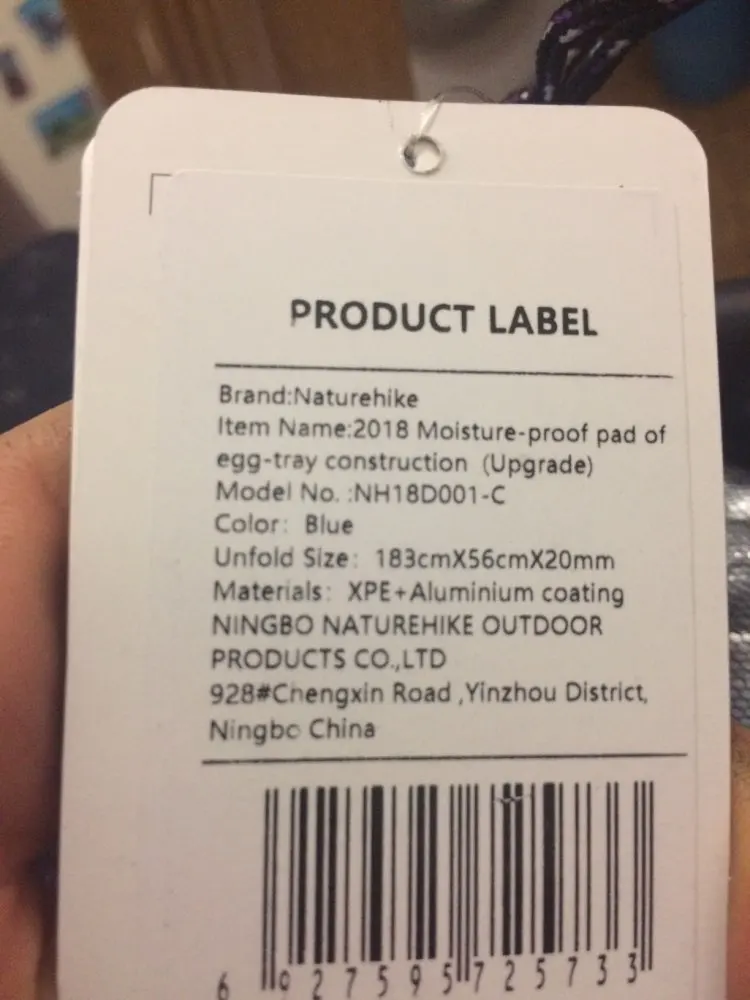 PRODUCT LABEL
Brand:Naturehike
Item Name:2018 Moisture-proof pad of
egg-tray construction (Upgrade)
Model No. :NH18D001-C
Color: Blue
Unfold Size: 183cmX56cmX20mm
Materials: XPE+Aluminium coating
NINGBO NATUREHIKE OUTDOOR
PRODUCTS CO.,LTD
928#Chengxin Road ,Yinzhou District,
Ningbo China
6 927595 725733